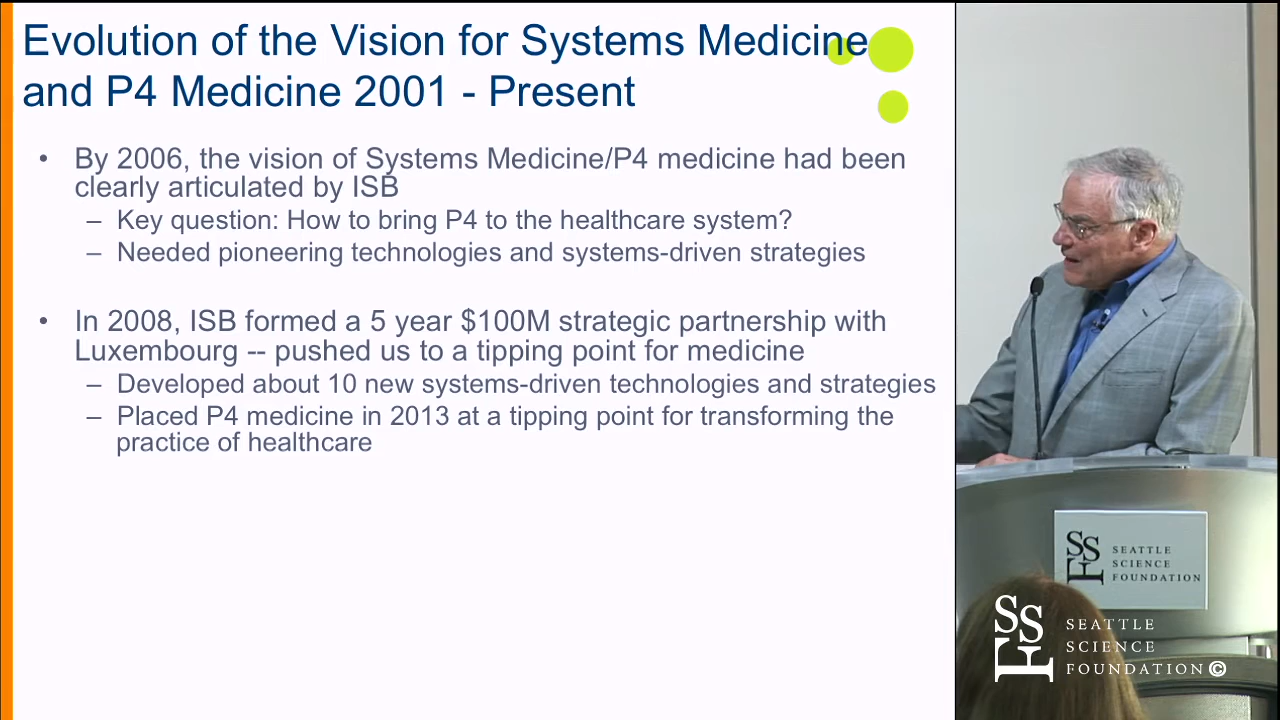 Evolution of the Vision for Systems Medicine
and P4 Medicine 2001 - Present
• By 2006, the vision of Systems Medicine/P4 medicine had been
clearly articulated by ISB
– Key question: How to bring P4 to the healthcare system?
– Needed pioneering technologies and systems-driven strategies
• In 2008, ISB formed a 5 year $100M strategic partnership with
Luxembourg -- pushed us to a tipping point for medicine
– Developed about 10 new systems-driven technologies and strategies
– Placed P4 medicine in 2013 at a tipping point for transforming the
practice of healthcare
SSF
SEATTLE
SCIENCE
FOUNDATION
SSF
SEATTLE
SCIENCE
FOUNDATION©